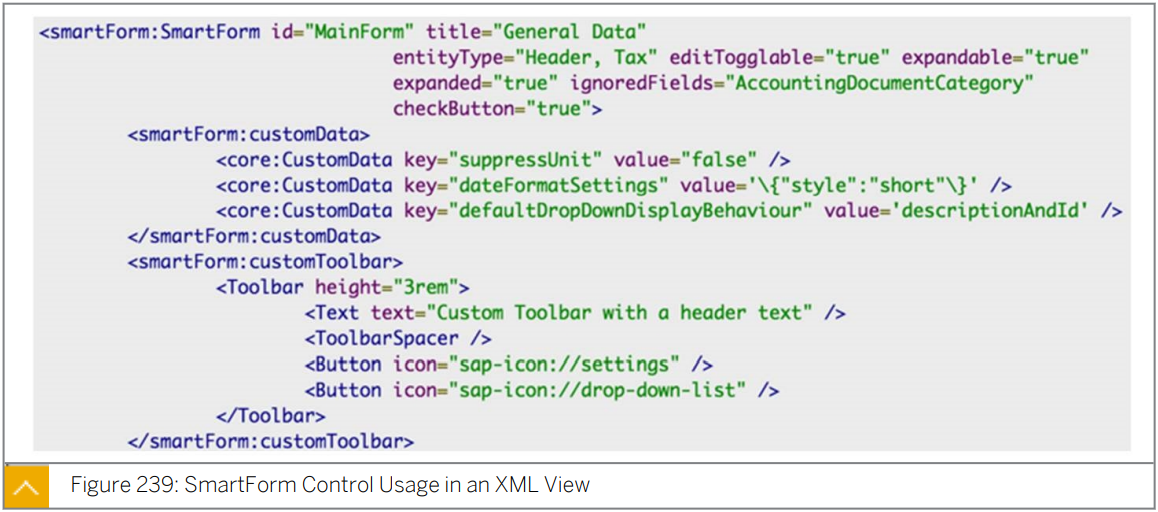 <smartForm:SmartForm id="MainForm" title="General Data"
entityType="Header, Tax" editTogglable="true" expandable="true"
expanded="true" ignoredFields="AccountingDocumentCategory"
checkButton="true">
<smartForm:customData>
<core:CustomData key="suppressUnit" value="false" />
<core:CustomData key="dateFormatSettings" value='\{"style":"short"\}' />
<core:CustomData key="defaultDropDownDisplayBehaviour" value='descriptionAndId' />
</smartForm:customData>
<smartForm:customToolbar>
<Toolbar height="3rem">
<Text text="Custom Toolbar with a header text" />
<ToolbarSpacer />
<Button icon="sap-icon://settings" />
<Button icon="sap-icon://drop-down-list" />
</Toolbar>
</smartForm:customToolbar>
Figure 239: SmartForm Control Usage in an XML View